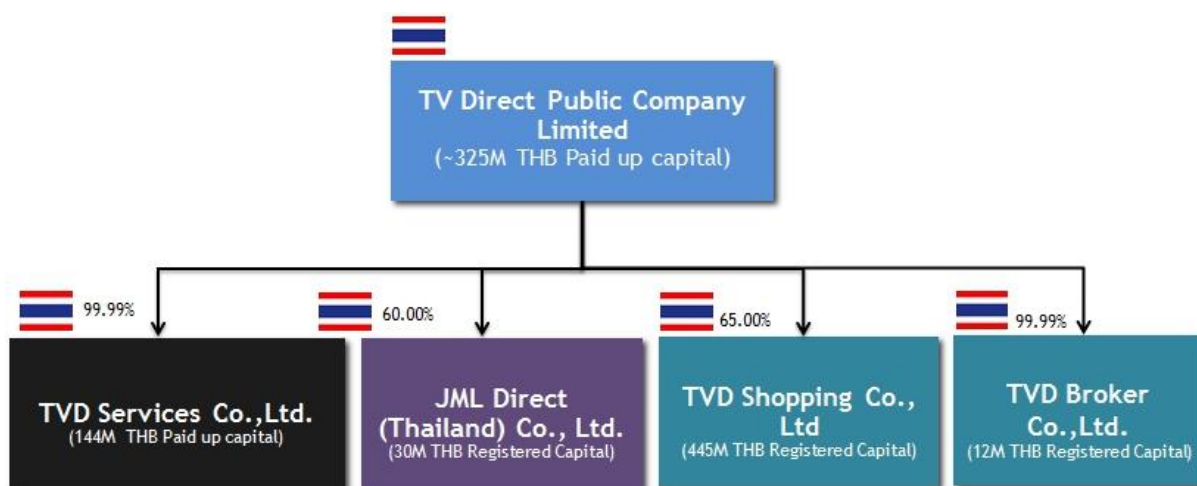 TV Direct Public Company
Limited
(~325M THB Paid up capital)
99.99%
60.00%
65.00%
99.99%
TVD Services Co.,Ltd.
(144M THB Paid up capital)
JML Direct
(Thailand) Co., Ltd.
(30M THB Registered Capital)
TVD Shopping Co.,
Ltd
(445M THB Registered Capital)
TVD Broker
Co.,Ltd.
(12M THB Registered Capital)